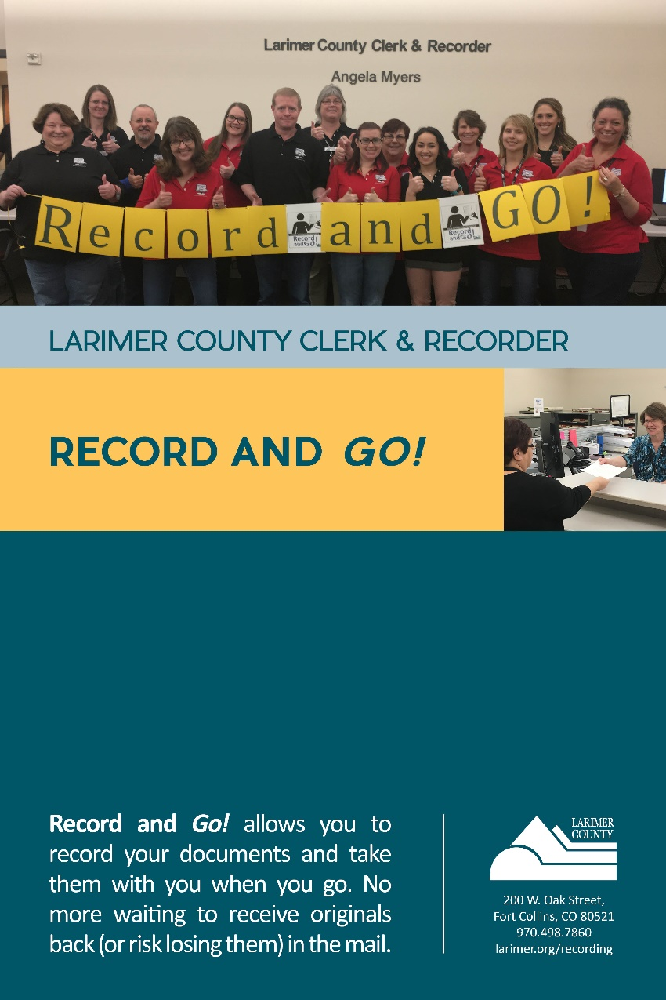 Larimer County Clerk & Recorder
Angela Myers
Record and GO!
Record
and GO!
Record
and GO!
LARIMER COUNTY CLERK & RECORDER
RECORD AND GO!
Record and Go! allows you to
record your documents and take
them with you when you go. No
more waiting to receive originals
back (or risk losing them) in the mail.
LARIMER
COUNTY
200 W. Oak Street,
Fort Collins, CO 80521
970.498.7860
larimer.org/recording